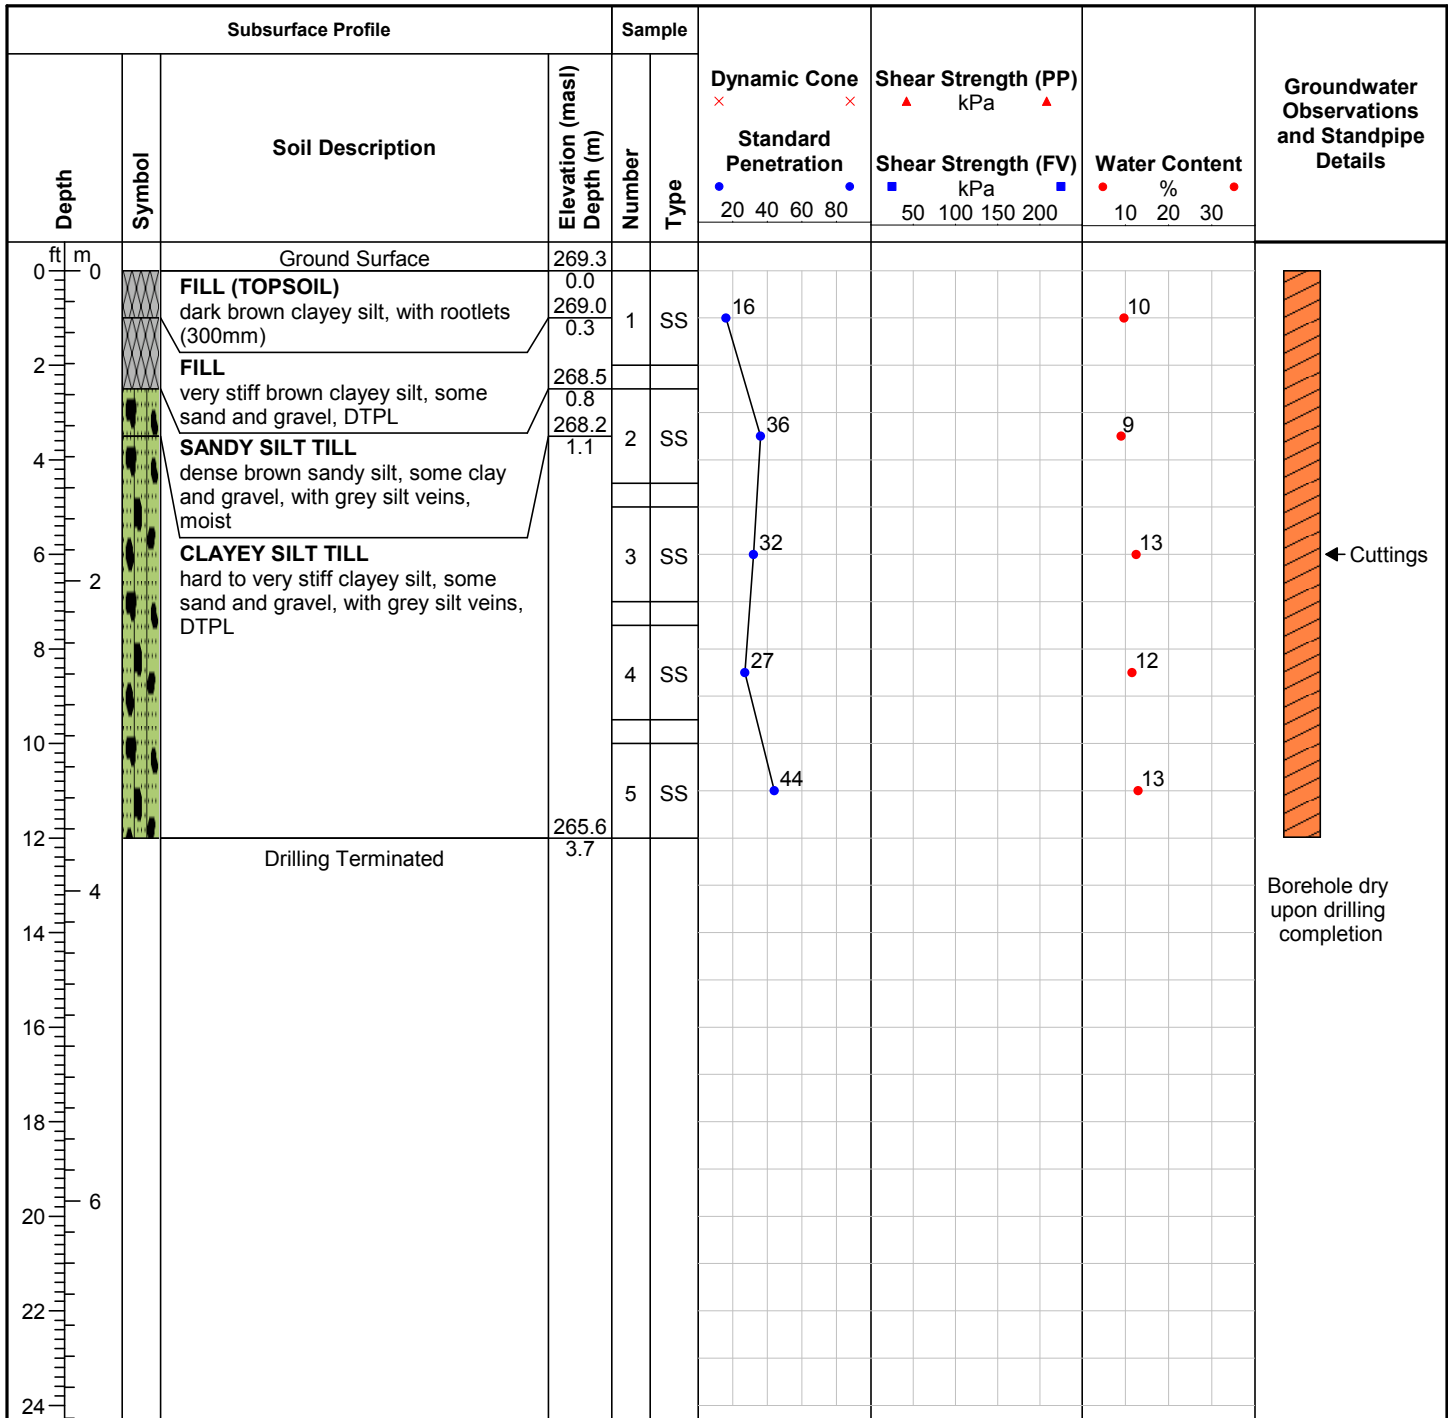 Subsurface Profile
Sample
Depth
Symbol
Soil Description
Elevation (masl)
Depth (m)
Number
Type
Dynamic Cone
Standard
Penetration
20 40 60 80
Shear Strength (PP)
kPa
Shear Strength (FV)
kPa
50 100 150 200
Water Content
%
10 20 30
Groundwater
Observations
and Standpipe
Details
ft m
0 0
2
4
6
2
8
10
12
4
14
16
18
6
20
22
24
Ground Surface
269.3
0.0
FILL (TOPSOIL)
dark brown clayey silt, with rootlets
(300mm)
269.0
0.3
FILL
very stiff brown clayey silt, some
sand and gravel, DTPL
268.5
0.8
SANDY SILT TILL
dense brown sandy silt, some clay
and gravel, with grey silt veins,
moist
268.2
1.1
CLAYEY SILT TILL
hard to very stiff clayey silt, some
sand and gravel, with grey silt veins,
DTPL
265.6
3.7
Drilling Terminated
1 SS
2 SS
3 SS
4 SS
5 SS
16
36
32
27
44
10
9
13
12
13
Cuttings
Borehole dry
upon drilling
completion